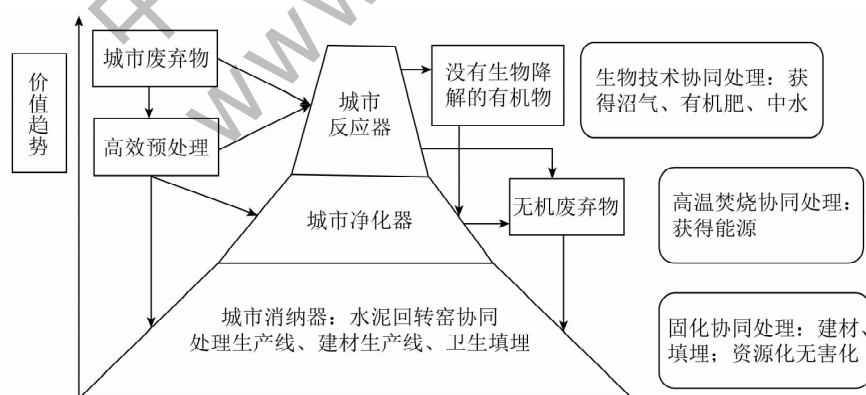 价值趋势
城市废弃物
高效预处理
城市
反应器
没有生物降
解的有机物
生物技术协同处理：获
得沼气、有机肥、中水
城市净化器
无机废弃物
高温焚烧协同处理：
获得能源
城市消纳器：水泥回转窑协同
处理生产线、建材生产线、卫生填埋
固化协同处理：建材、
填埋；资源化无害化